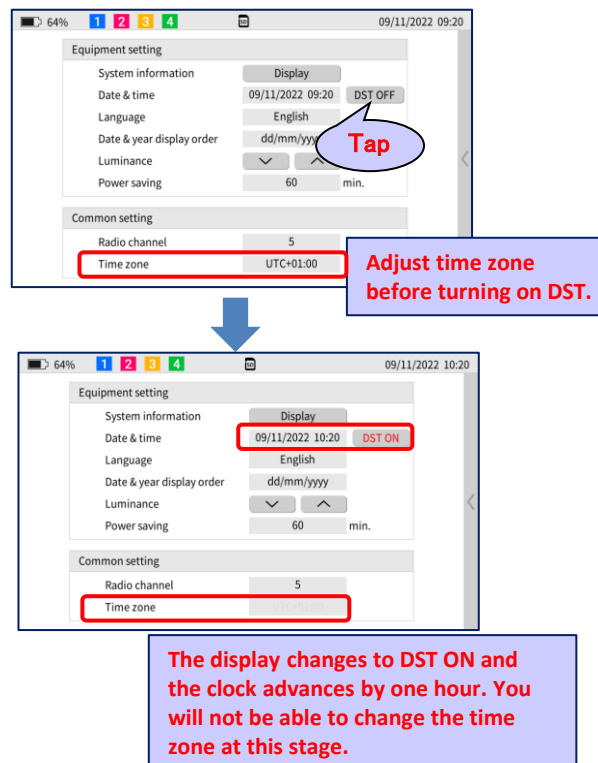 64% 1 2 3 4 SD 09/11/2022 09:20
Equipment setting
System information Display
Date & time 09/11/2022 09:20 DST OFF
Language English
Date & year display order dd/mm/yyy
Tap
Luminance
Power saving 60 min.
Common setting
Radio channel 5
Time zone UTC+01:00
Adjust time zone
before turning on DST.
64% 1 2 3 4 SD 09/11/2022 10:20
Equipment setting
System information Display
Date & time 09/11/2022 10:20 DST ON
Language English
Date & year display order dd/mm/yyyy
Luminance
Power saving 60 min.
Common setting
Radio channel 5
Time zone UTC+01:00
The display changes to DST ON and
the clock advances by one hour. You
will not be able to change the time
zone at this stage.